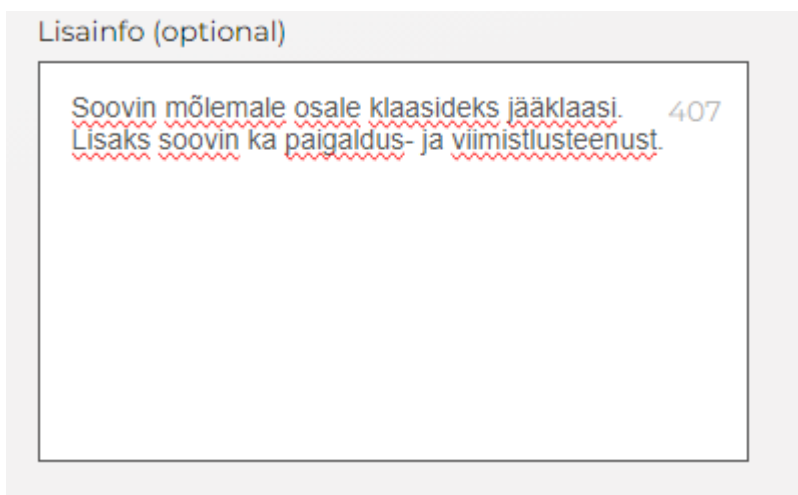 Lisainfo (optional)
Soovin mõlemale osale klaasideks jääklaasi. 407
Lisaks soovin ka paigaldus- ja viimistlusteenust.